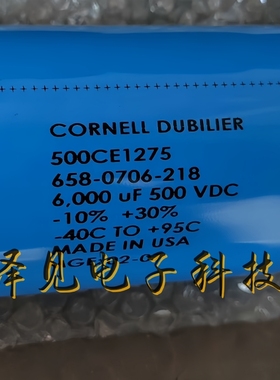 CORNELL DUBILIER
500CE1275
658-0706-218
6,000 uF 500 VDC
-10% +30%
-40C TO +95C
MADE IN USA
泽见电子科技